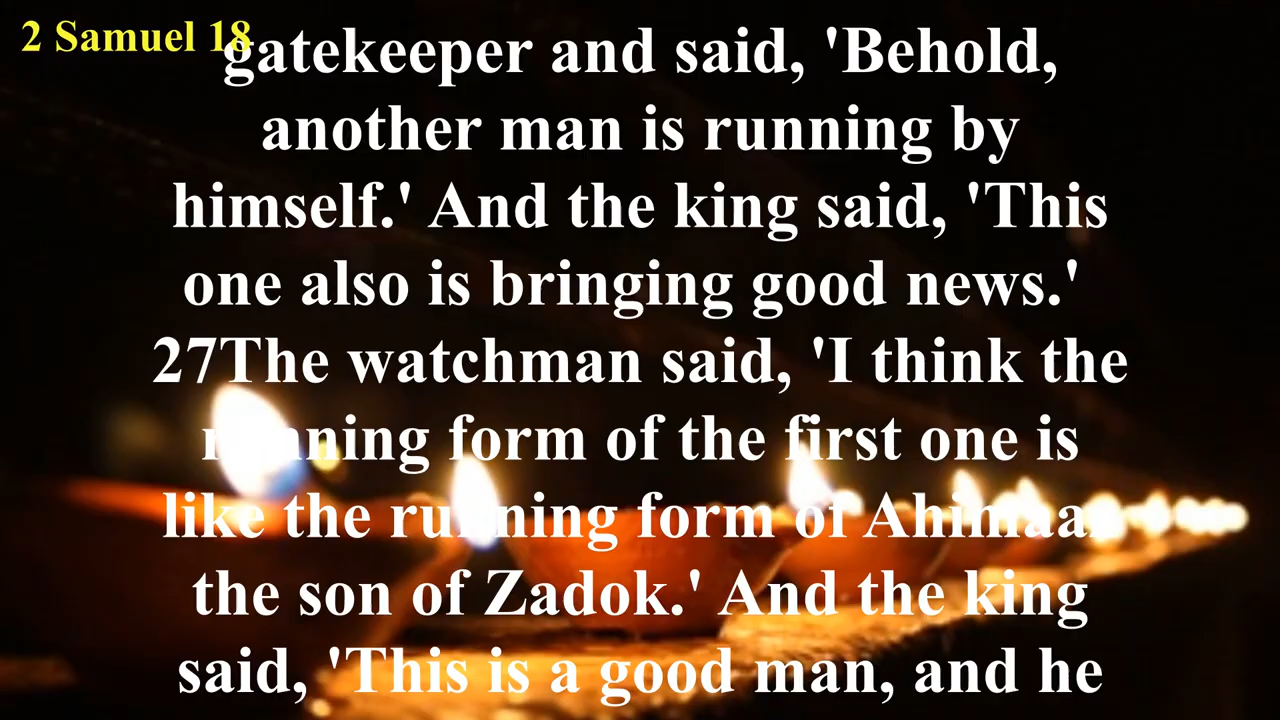 2 Samuel 18
gatekeeper and said, 'Behold,
another man is running by
himself.' And the king said, 'This
one also is bringing good news.'
27The watchman said, 'I think the
running form of the first one is
like the running form of Ahimaaz
the son of Zadok.' And the king
said, 'This is a good man, and he